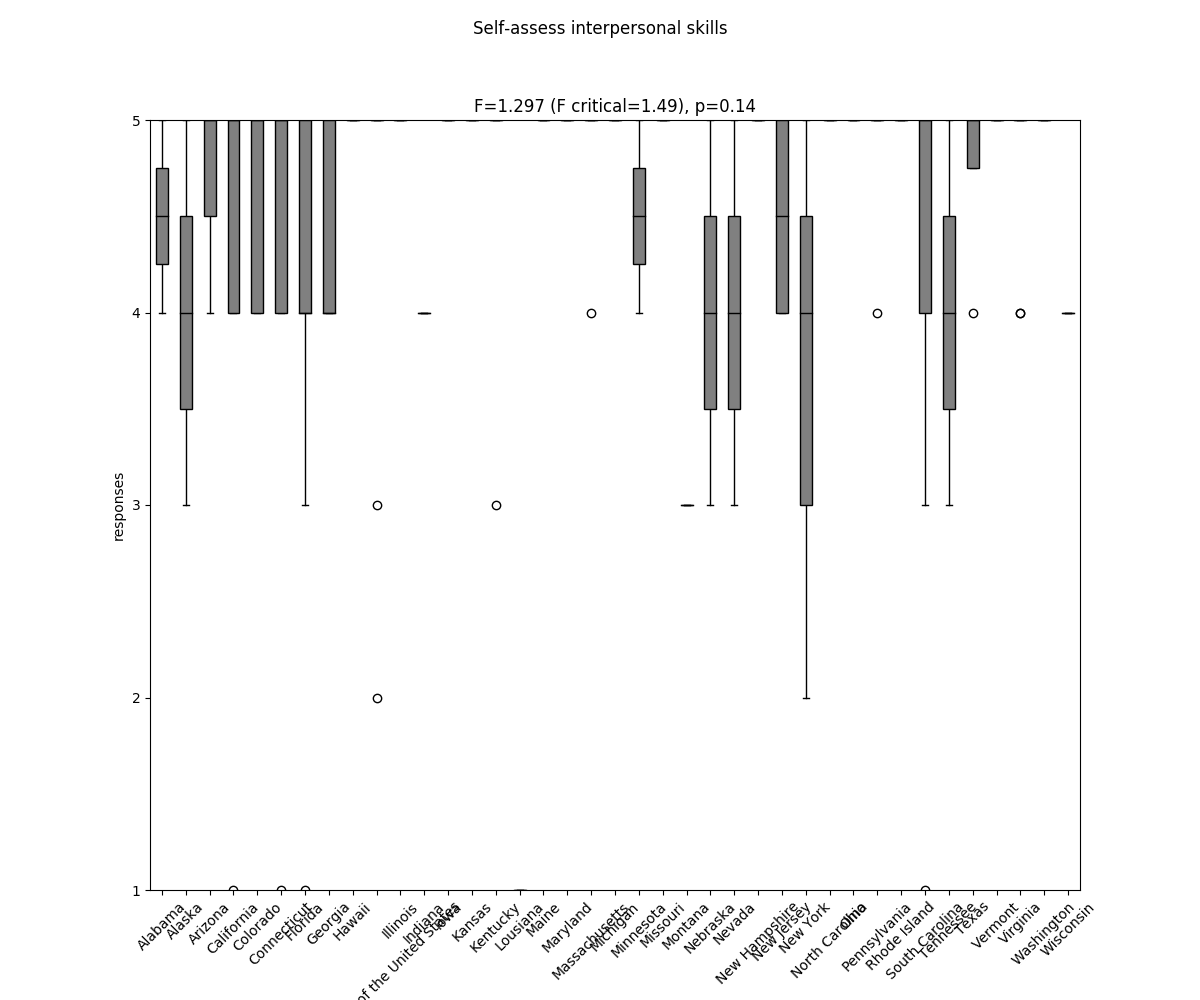 Self-assess interpersonal skills
F=1.297 (F critical=1.49), p=0.14
responses
5
4
3
2
1
Alabama
Alaska
Arizona
California
Colorado
Connecticut
Florida
Georgia
Hawaii
Illinois
Indiana
of the United States
Iowa
Kansas
Kentucky
Lousiana
Maine
Maryland
Massachusetts
Michigan
Minnesota
Missouri
Montana
Nebraska
Nevada
New Hampshire
New Jersey
New York
North Carolina
Ohio
Pennsylvania
Rhode Island
South Carolina
Tennessee
Texas
Vermont
Virginia
Washington
Wisconsin